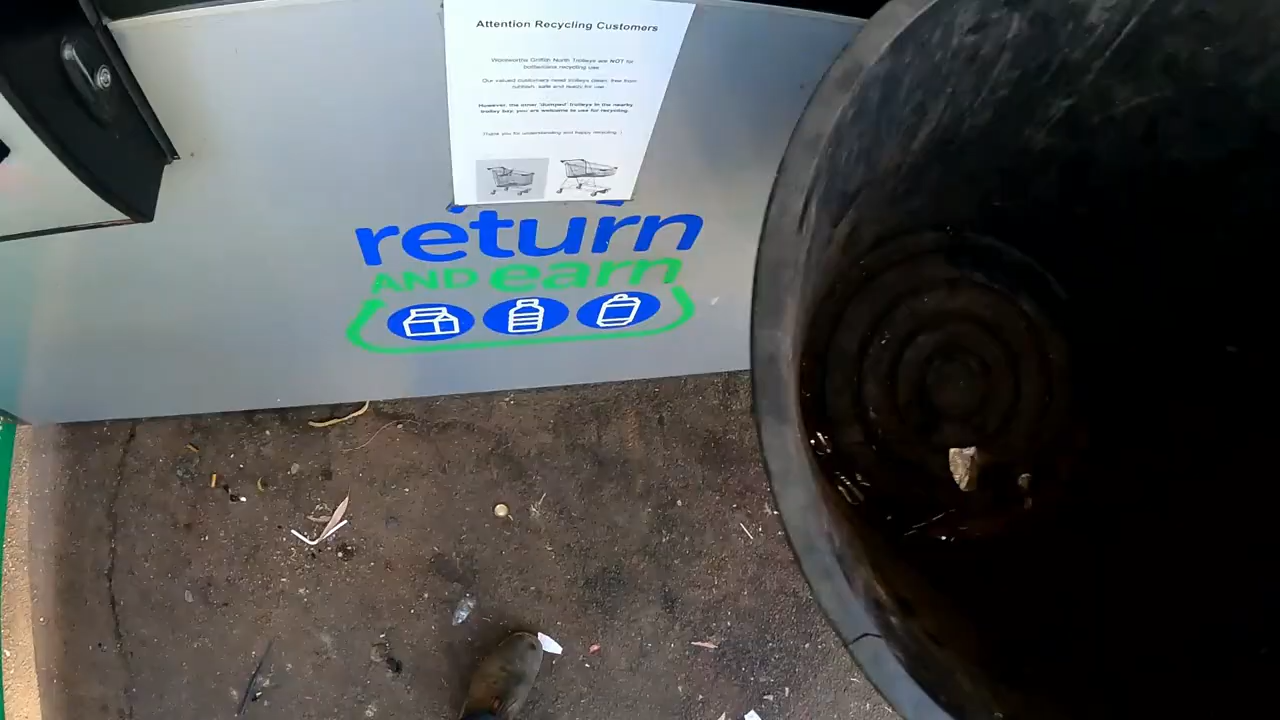 Attention Recycling Customers
Woolworths Griffith North Trolleys are NOT for
bottles/cans recycling use
Our valued customers need trolleys clean, free from
rubbish, safe and ready for use.
However, the other 'dumped' trolleys in the nearby
trolley bay, you are welcome to use for recycling.
Thank you for understanding and happy recycling :)
return
AND earn